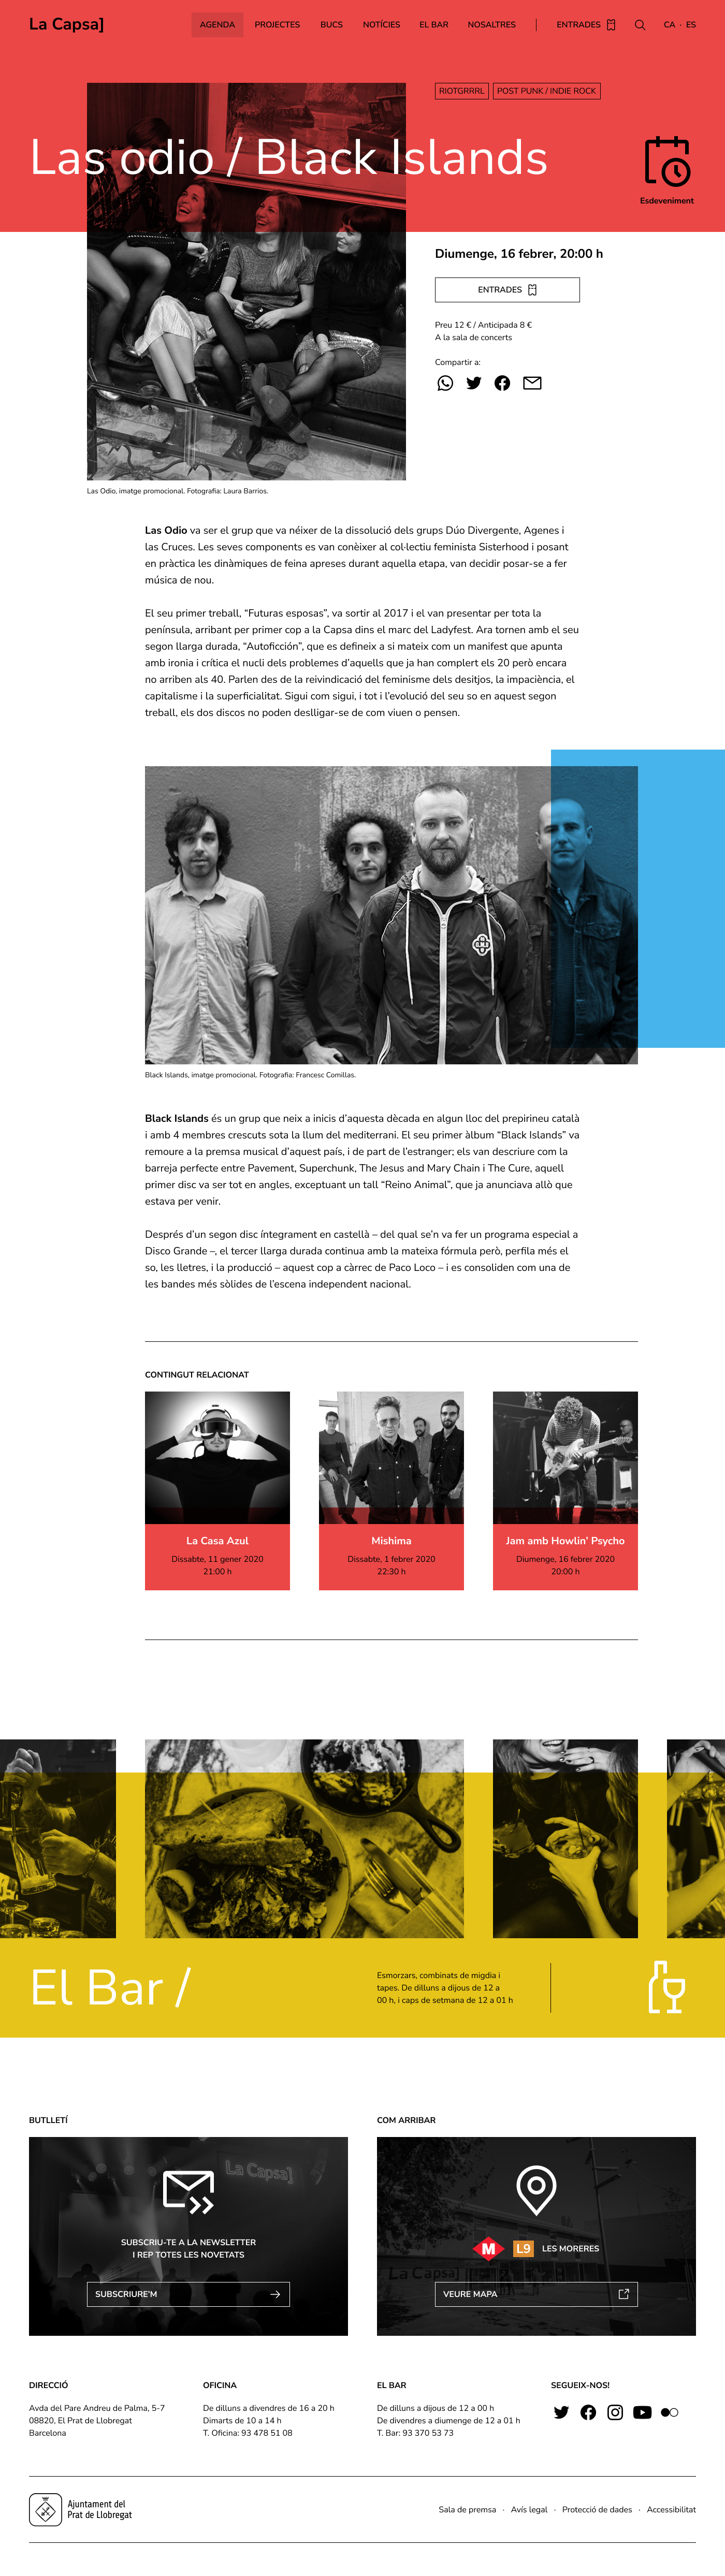 La Capsa]
AGENDA
PROJECTES
BUCS
NOTÍCIES
EL BAR
NOSALTRES
ENTRADES
CA · ES
RIOTGRRRL
POST PUNK / INDIE ROCK
Las odio / Black Islands
Esdeveniment
Diumenge, 16 febrer, 20:00 h
ENTRADES
Preu 12 € / Anticipada 8 €
A la sala de concerts
Compartir a:
Las Odio, imatge promocional. Fotografia: Laura Barrios.
Las Odio va ser el grup que va néixer de la dissolució dels grups Dúo Divergente, Agenes i
las Cruces. Les seves components es van conèixer al col·lectiu feminista Sisterhood i posant
en pràctica les dinàmiques de feina apreses durant aquella etapa, van decidir posar-se a fer
música de nou.
El seu primer treball, “Futuras esposas”, va sortir al 2017 i el van presentar per tota la
península, arribant per primer cop a la Capsa dins el marc del Ladyfest. Ara tornen amb el seu
segon llarga durada, “Autoficción”, que es defineix a si mateix com un manifest que apunta
amb ironia i crítica el nucli dels problemes d’aquells que ja han complert els 20 però encara
no arriben als 40. Parlen des de la reivindicació del feminisme dels desitjos, la impaciència, el
capitalisme i la superficialitat. Sigui com sigui, i tot i l’evolució del seu so en aquest segon
treball, els dos discos no poden deslligar-se de com viuen o pensen.
Black Islands, imatge promocional. Fotografia: Francesc Comillas.
Black Islands és un grup que neix a inicis d’aquesta dècada en algun lloc del prepirineu català
i amb 4 membres crescuts sota la llum del mediterrani. El seu primer àlbum “Black Islands” va
remoure a la premsa musical d’aquest país, i de part de l’estranger; els van descriure com la
barreja perfecte entre Pavement, Superchunk, The Jesus and Mary Chain i The Cure, aquell
primer disc va ser tot en angles, exceptuant un tall “Reino Animal”, que ja anunciava allò que
estava per venir.
Després d’un segon disc íntegrament en castellà – del qual se’n va fer un programa especial a
Disco Grande –, el tercer llarga durada continua amb la mateixa fórmula però, perfila més el
so, les lletres, i la producció – aquest cop a càrrec de Paco Loco – i es consoliden com una de
les bandes més sòlides de l’escena independent nacional.
CONTINGUT RELACIONAT
La Casa Azul
Dissabte, 11 gener 2020
21:00 h
Mishima
Dissabte, 1 febrer 2020
22:30 h
Jam amb Howlin’ Psycho
Diumenge, 16 febrer 2020
20:00 h
El Bar /
Esmorzars, combinats de migdia i
tapes. De dilluns a dijous de 12 a
00 h, i caps de setmana de 12 a 01 h
BUTLLETÍ
La Capsa]
SUBSCRIU-TE A LA NEWSLETTER
I REP TOTES LES NOVETATS
SUBSCRIURE’M
COM ARRIBAR
M L9 LES MORERES
La Capsa]
VEURE MAPA
DIRECCIÓ
Avda del Pare Andreu de Palma, 5-7
08820, El Prat de Llobregat
Barcelona
OFICINA
De dilluns a divendres de 16 a 20 h
Dimarts de 10 a 14 h
T. Oficina: 93 478 51 08
EL BAR
De dilluns a dijous de 12 a 00 h
De divendres a diumenge de 12 a 01 h
T. Bar: 93 370 53 73
SEGUEIX-NOS!
Ajuntament del
Prat de Llobregat
Sala de premsa · Avís legal · Protecció de dades · Accessibilitat